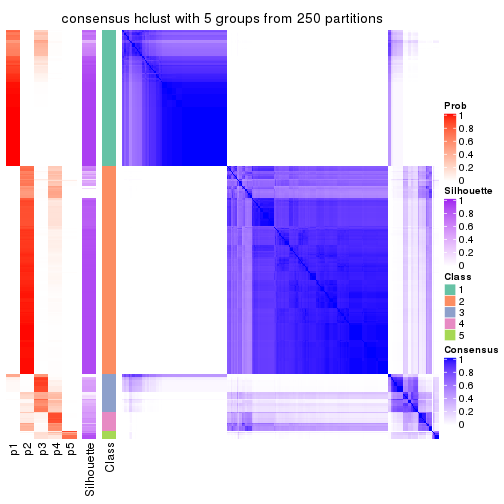 consensus hclust with 5 groups from 250 partitions
Prob
1
0.8
0.6
0.4
0.2
0
Silhouette
1
0.8
0.6
0.4
0.2
0
Class
1
2
3
4
5
Consensus
1
0.8
0.6
0.4
0.2
0
p1
p2
p3
p4
p5
Silhouette
Class